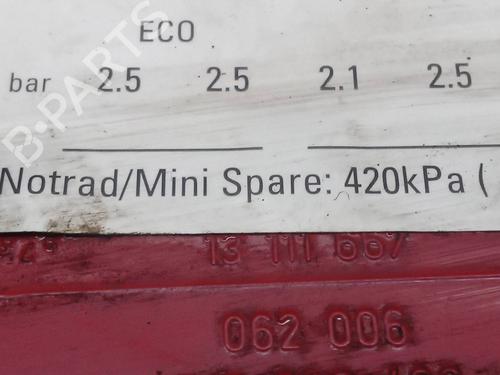 ECO
bar 2.5 2.5 2.1 2.5
Notrad/Mini Spare: 420kPa (
13 111 667
062 006
B-PARTS